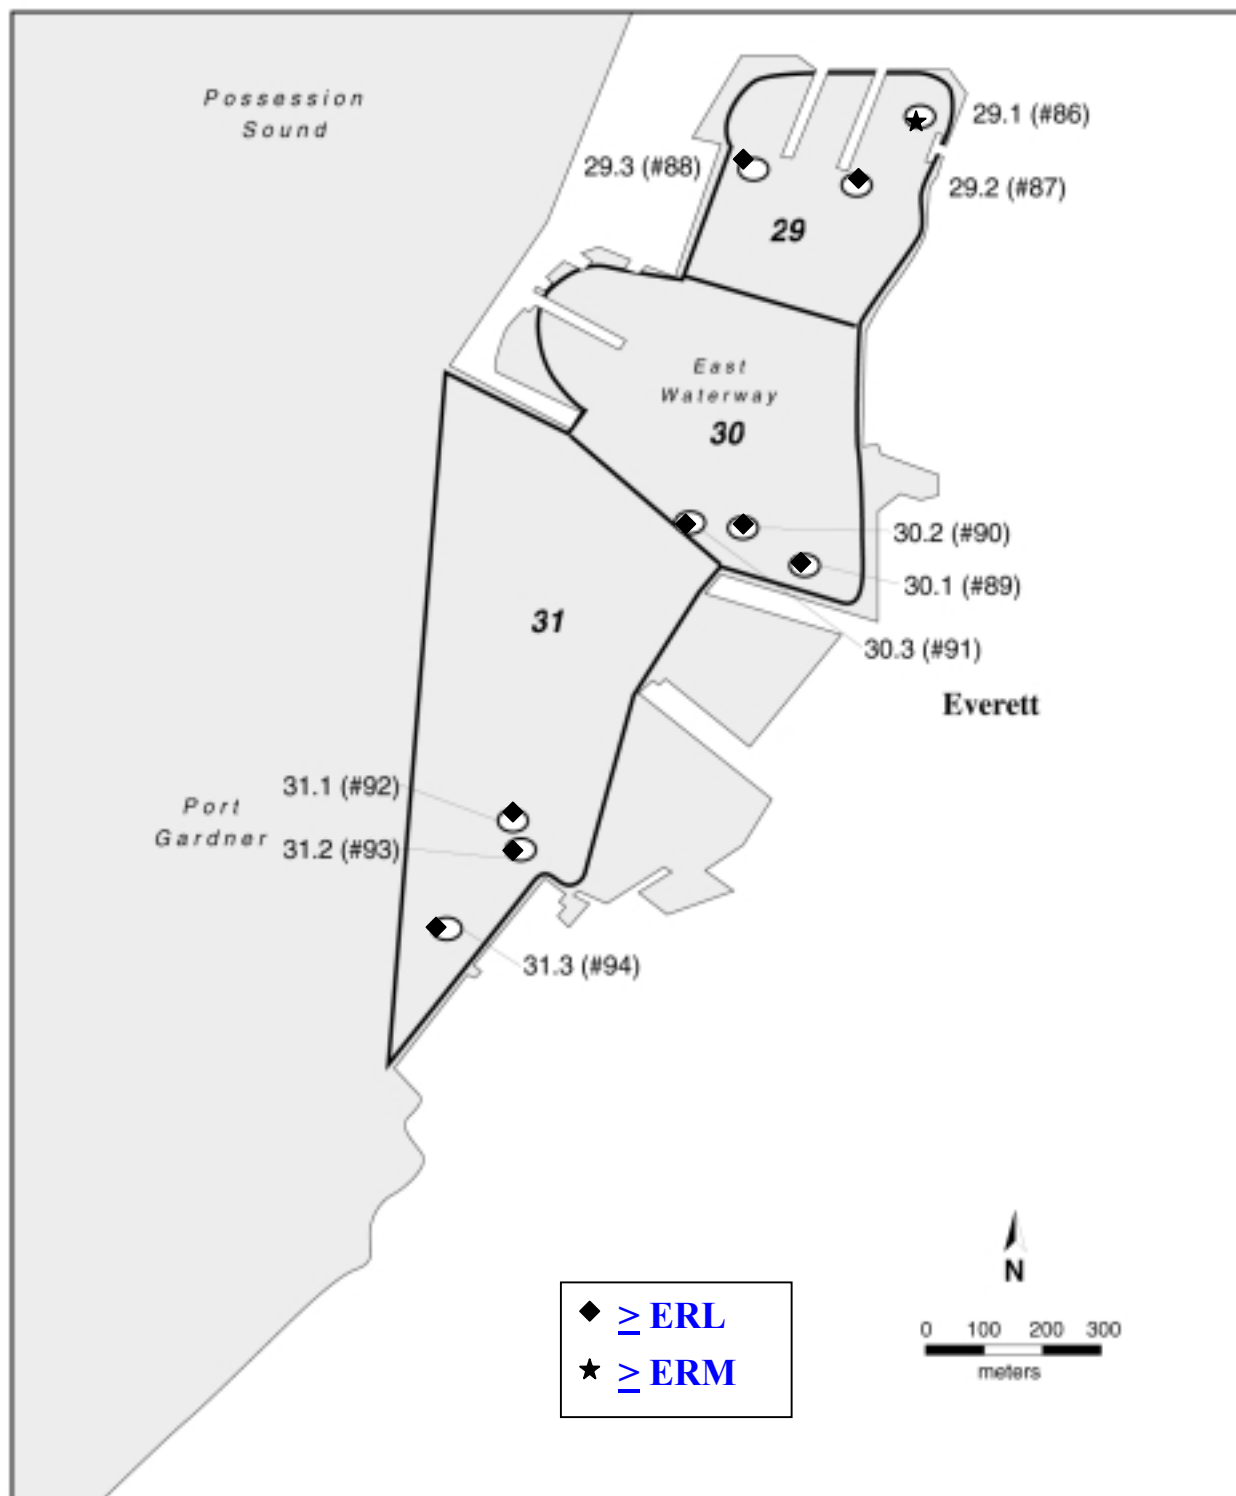 Possession
Sound
29.1 (#86)
29.3 (#88)
29.2 (#87)
29
East
Waterway
30
30.2 (#90)
30.1 (#89)
31
30.3 (#91)
Everett
31.1 (#92)
Port
Gardner
31.2 (#93)
31.3 (#94)
N
≥ ERL
≥ ERM
0 100 200 300
meters